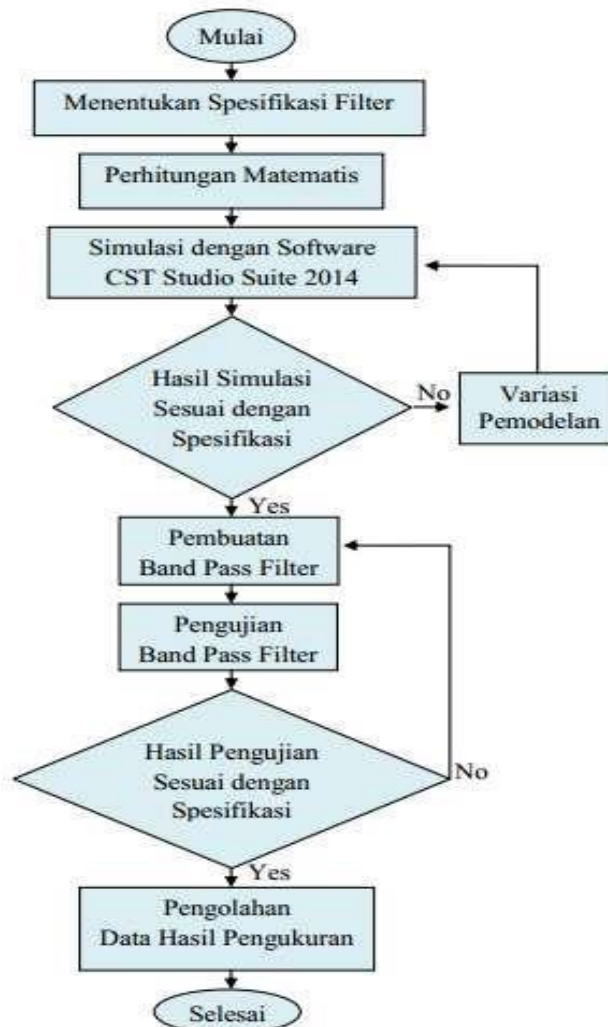 Mulai
Menentukan Spesifikasi Filter
Perhitungan Matematis
Simulasi dengan Software
CST Studio Suite 2014
Hasil Simulasi
Sesuai dengan
Spesifikasi
No
Variasi
Pemodelan
Yes
Pembuatan
Band Pass Filter
Pengujian
Band Pass Filter
Hasil Pengujian
Sesuai dengan
Spesifikasi
No
Yes
Pengolahan
Data Hasil Pengukuran
Selesai